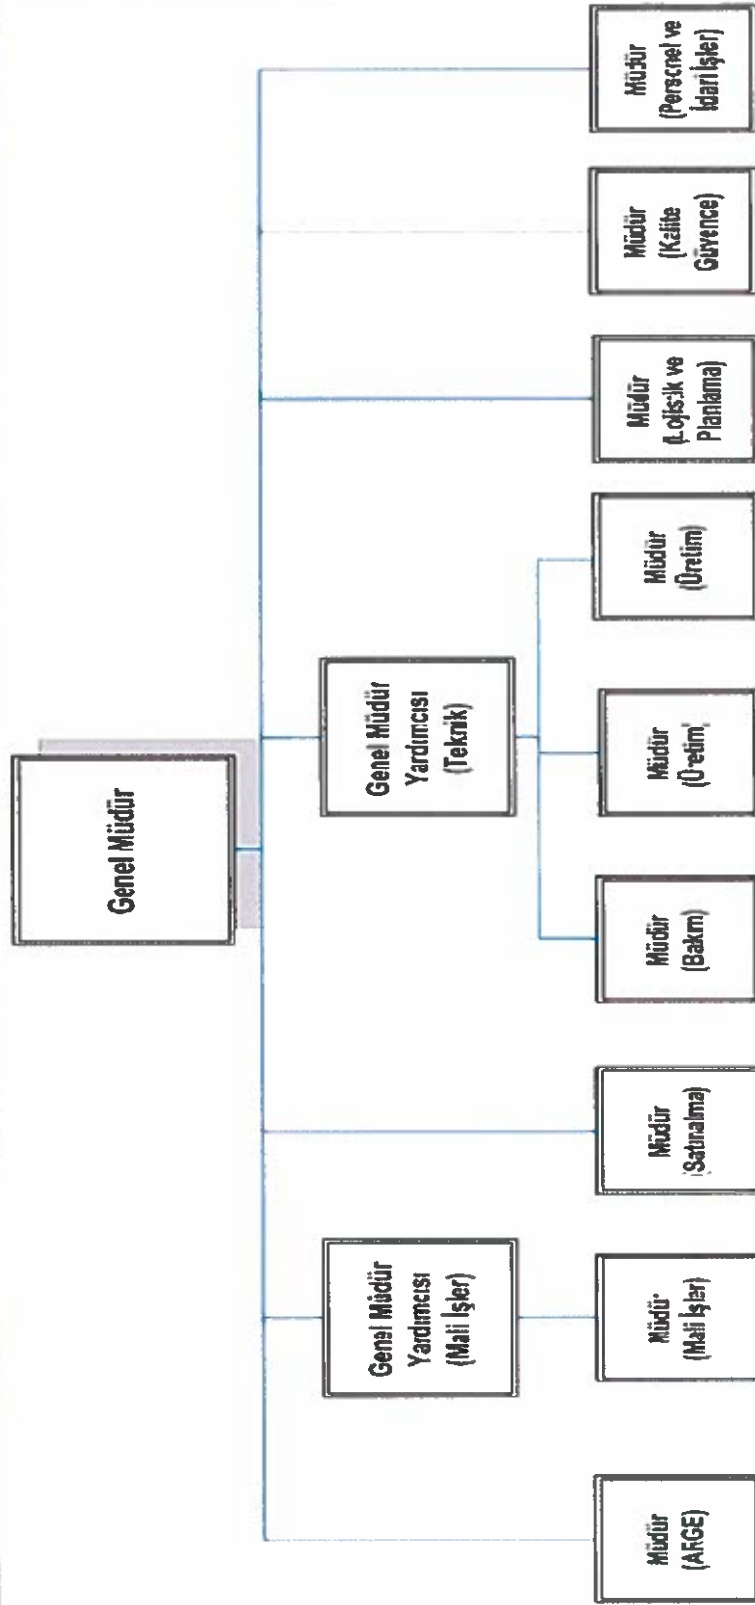 Genel Müdür
Genel Müdür
Yardımcısı
(Mali İşler)
Genel Müdür
Yardımcısı
(Teknik)
Müdür
(ARGE)
Müdür
(Mali İşler)
Müdür
(Satınalma)
Müdür
(Bakım)
Müdür
(Üretim)
Müdür
(Üretim)
Müdür
(Lojistik ve
Planlama)
Müdür
(Kalite
Güvence)
Müdür
(Personel ve
İdari İşler)